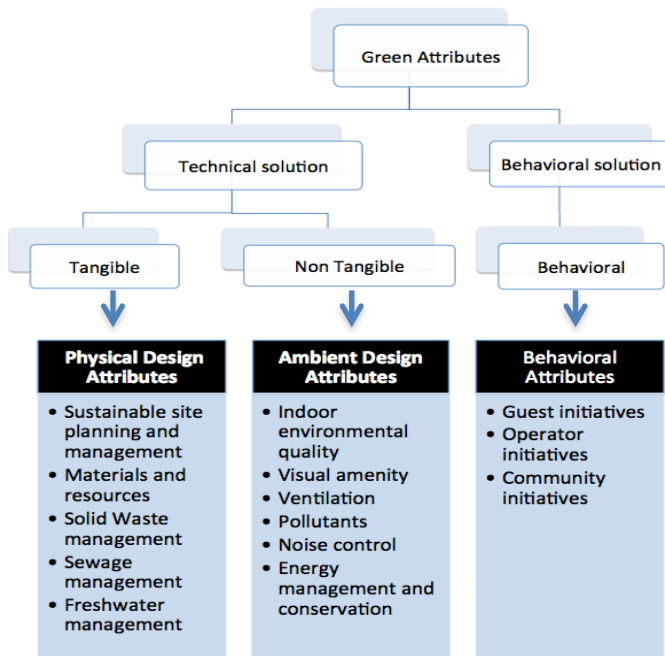 Green Attributes
Technical solution
Behavioral solution
Tangible
Non Tangible
Behavioral
Physical Design
Attributes
• Sustainable site
planning and
management
• Materials and
resources
• Solid Waste
management
• Sewage
management
• Freshwater
management
Ambient Design
Attributes
• Indoor
environmental
quality
• Visual amenity
• Ventilation
• Pollutants
• Noise control
• Energy
management and
conservation
Behavioral
Attributes
• Guest initiatives
• Operator
initiatives
• Community
initiatives